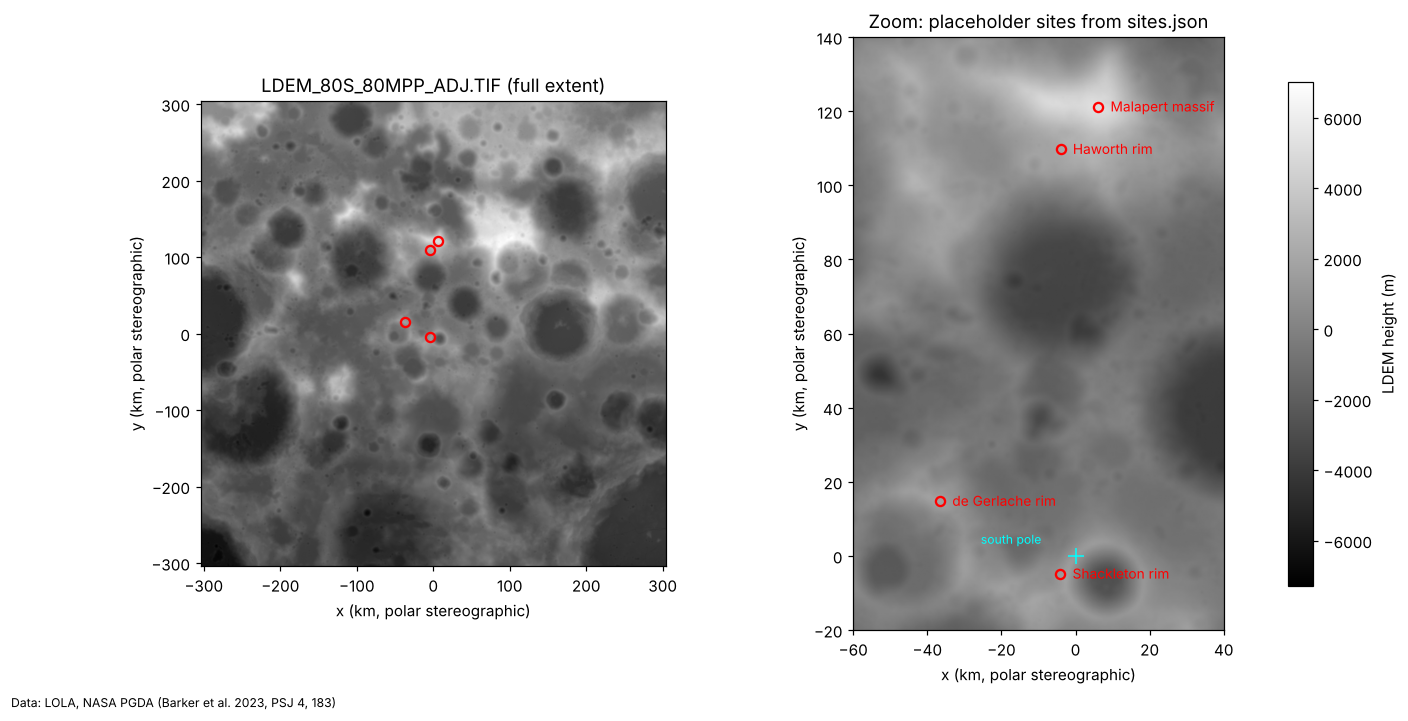 Zoom: placeholder sites from sites.json
LDEM_80S_80MPP_ADJ.TIF (full extent)
300
200
100
0
−100
−200
−300
y (km, polar stereographic)
−300
−200
−100
0
100
200
300
x (km, polar stereographic)
140
120
100
80
60
40
20
0
−20
y (km, polar stereographic)
Malapert massif
Haworth rim
de Gerlache rim
south pole
Shackleton rim
−60
−40
−20
0
20
40
x (km, polar stereographic)
6000
4000
2000
0
−2000
−4000
−6000
LDEM height (m)
Data: LOLA, NASA PGDA (Barker et al. 2023, PSJ 4, 183)